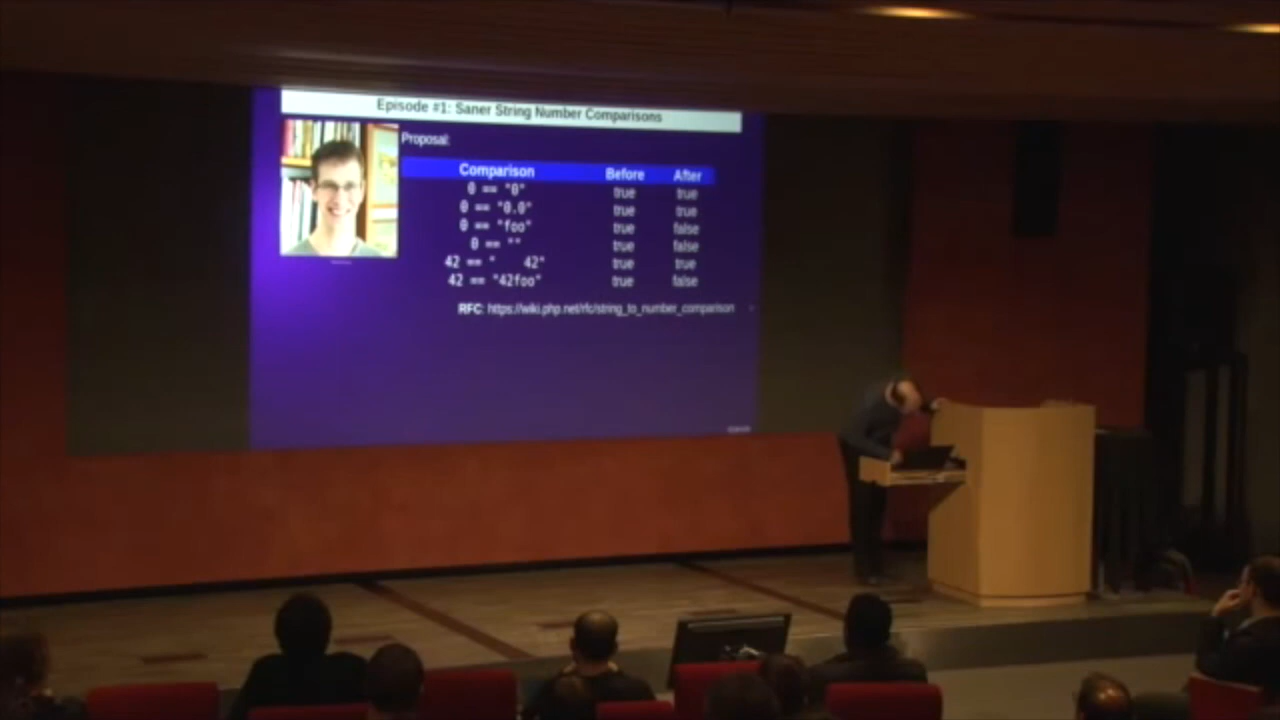 Episode #1: Saner String Number Comparisons
Proposal:
Comparison Before After
0 == "0" true true
0 == "0.0" true true
0 == "foo" true false
0 == "" true false
42 == "   42" true true
42 == "42foo" true false
RFC: https://wiki.php.net/rfc/string_to_number_comparison